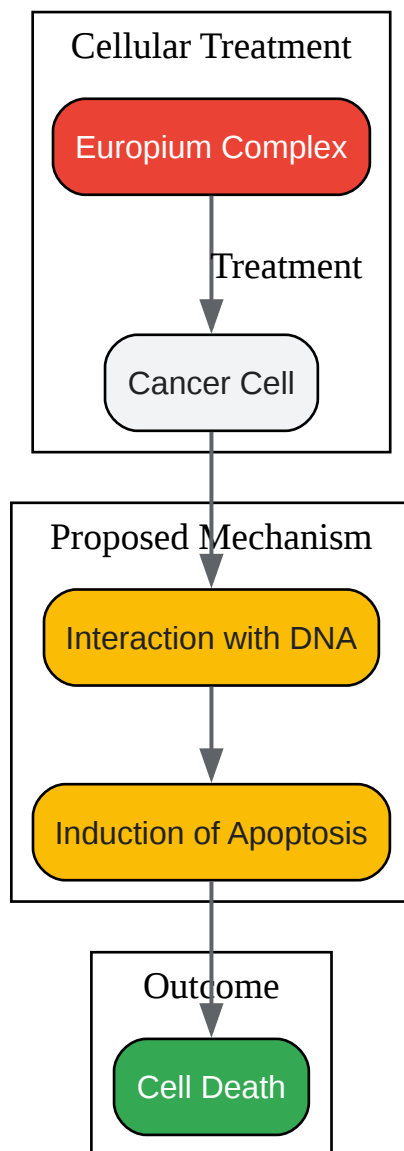 Cellular Treatment
Europium Complex
Treatment
Cancer Cell
Proposed Mechanism
Interaction with DNA
Induction of Apoptosis
Outcome
Cell Death